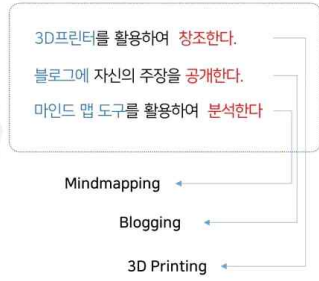 3D프린터를 활용하여 창조한다.
블로그에 자신의 주장을 공개한다.
마인드 맵 도구를 활용하여 분석한다
Mindmapping
Blogging
3D Printing